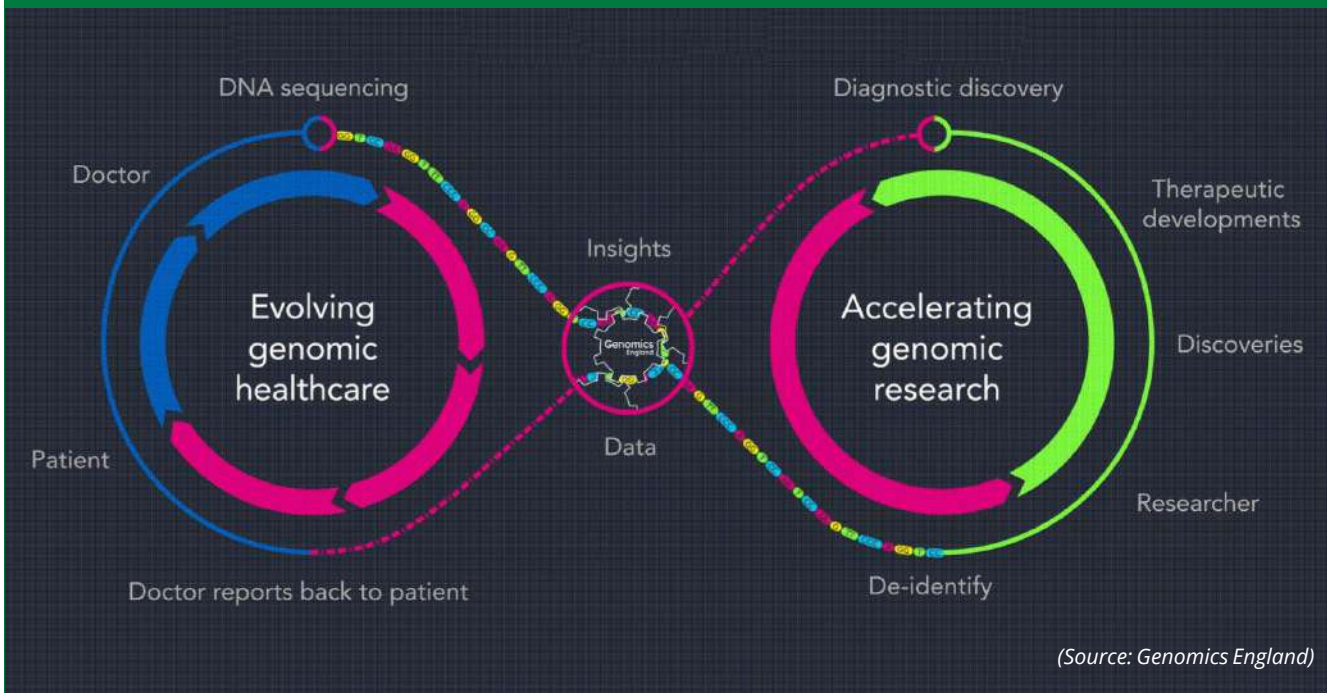 DNA sequencing
Diagnostic discovery
Doctor
Therapeutic
developments
Insights
Evolving
genomic
healthcare
Genomics
England
Accelerating
genomic
research
Discoveries
Patient
Data
Researcher
Doctor reports back to patient
De-identify
(Source: Genomics England)